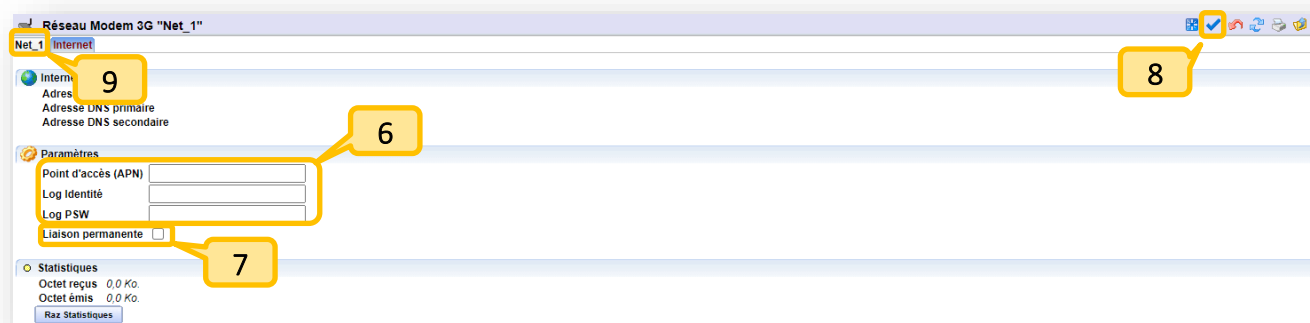 Réseau Modem 3G "Net_1"
8
Net_1 Internet
9
Adresse DNS primaire
Adresse DNS secondaire
6
Paramètres
Point d'accès (APN)
Log Identité
Log PSW
Liaison permanente
7
Statistiques
Octet reçus 0,0 Ko.
Octet émis 0,0 Ko.
Raz Statistiques